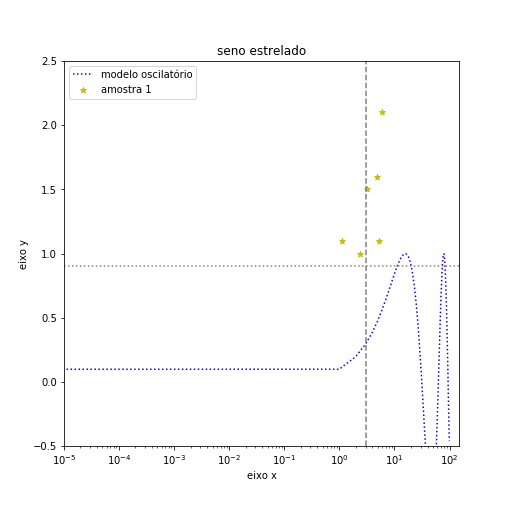 seno estrelado
modelo oscilatório
amostra 1
2.5
2.0
1.5
1.0
0.5
0.0
−0.5
eixo y
10⁻⁵ 10⁻⁴ 10⁻³ 10⁻² 10⁻¹ 10⁰ 10¹ 10²
eixo x